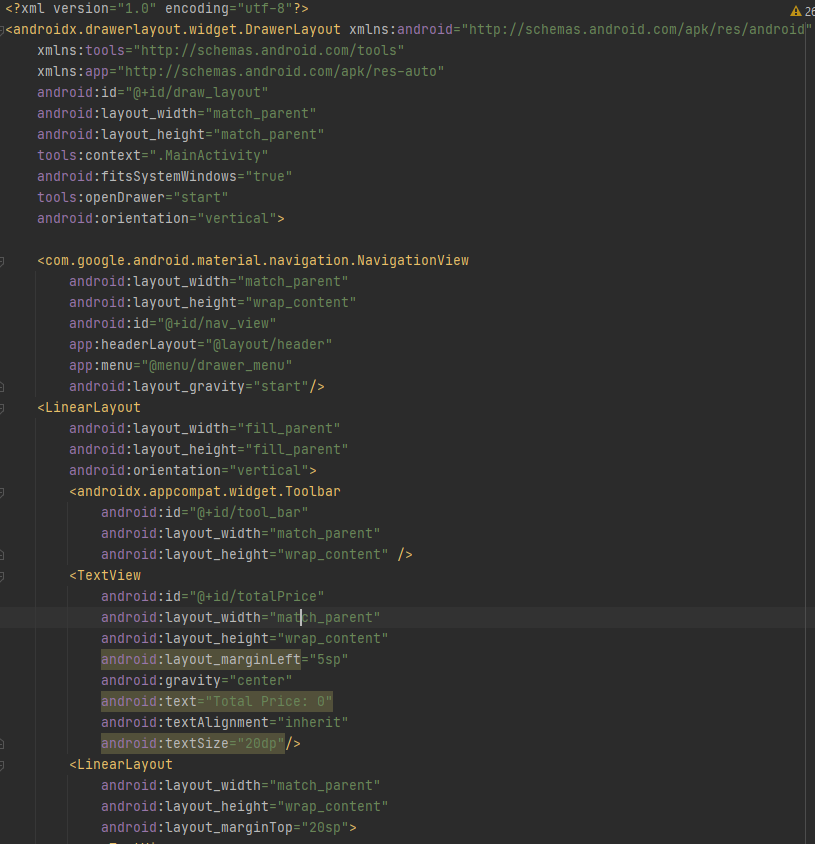 <?xml version="1.0" encoding="utf-8"?>
26
<androidx.drawerlayout.widget.DrawerLayout xmlns:android="http://schemas.android.com/apk/res/android"
    xmlns:tools="http://schemas.android.com/tools"
    xmlns:app="http://schemas.android.com/apk/res-auto"
    android:id="@+id/draw_layout"
    android:layout_width="match_parent"
    android:layout_height="match_parent"
    tools:context=".MainActivity"
    android:fitsSystemWindows="true"
    tools:openDrawer="start"
    android:orientation="vertical">
    <com.google.android.material.navigation.NavigationView
        android:layout_width="match_parent"
        android:layout_height="wrap_content"
        android:id="@+id/nav_view"
        app:headerLayout="@layout/header"
        app:menu="@menu/drawer_menu"
        android:layout_gravity="start"/>
    <LinearLayout
        android:layout_width="fill_parent"
        android:layout_height="fill_parent"
        android:orientation="vertical">
        <androidx.appcompat.widget.Toolbar
            android:id="@+id/tool_bar"
            android:layout_width="match_parent"
            android:layout_height="wrap_content" />
        <TextView
            android:id="@+id/totalPrice"
            android:layout_width="match_parent"
            android:layout_height="wrap_content"
            android:layout_marginLeft="5sp"
            android:gravity="center"
            android:text="Total Price: 0"
            android:textAlignment="inherit"
            android:textSize="20dp"/>
        <LinearLayout
            android:layout_width="match_parent"
            android:layout_height="wrap_content"
            android:layout_marginTop="20sp">